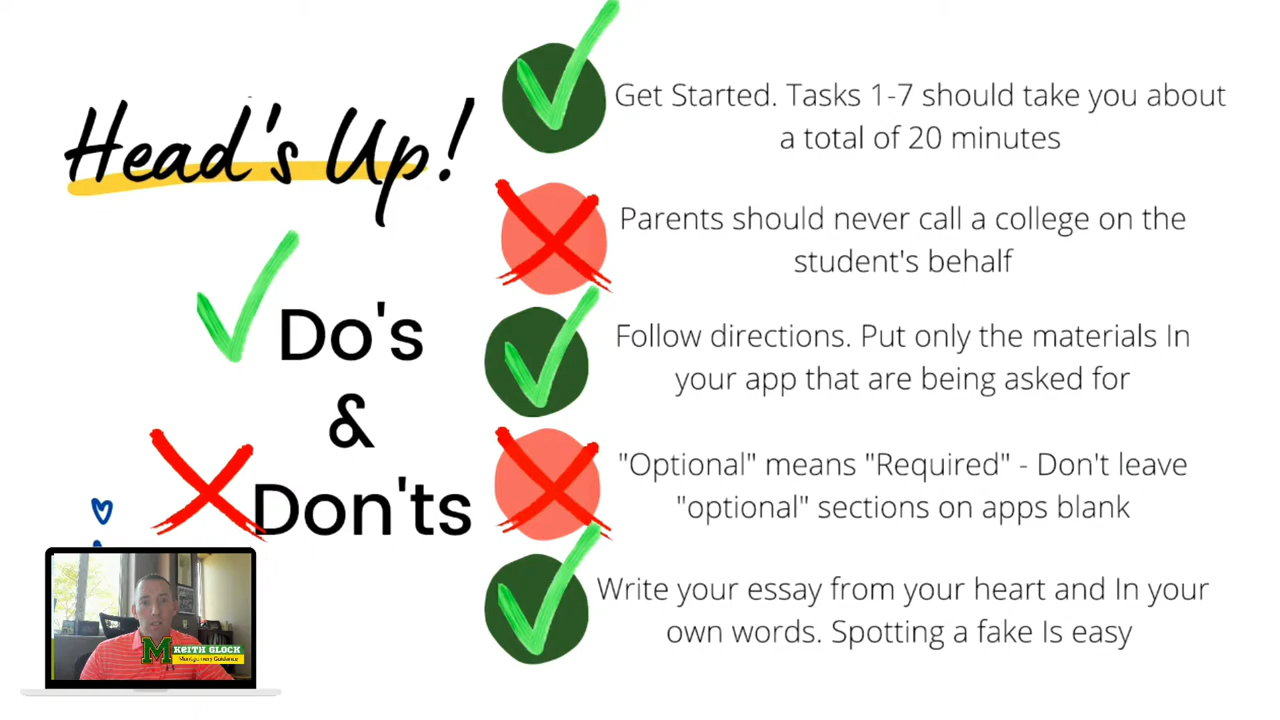 Head's Up!
Do's
&
Don'ts
Get Started. Tasks 1-7 should take you about
a total of 20 minutes
Parents should never call a college on the
student's behalf
Follow directions. Put only the materials In
your app that are being asked for
"Optional" means "Required" - Don't leave
"optional" sections on apps blank
Write your essay from your heart and In your
own words. Spotting a fake Is easy
M
KEITH GLOCK
Montgomery Guidance